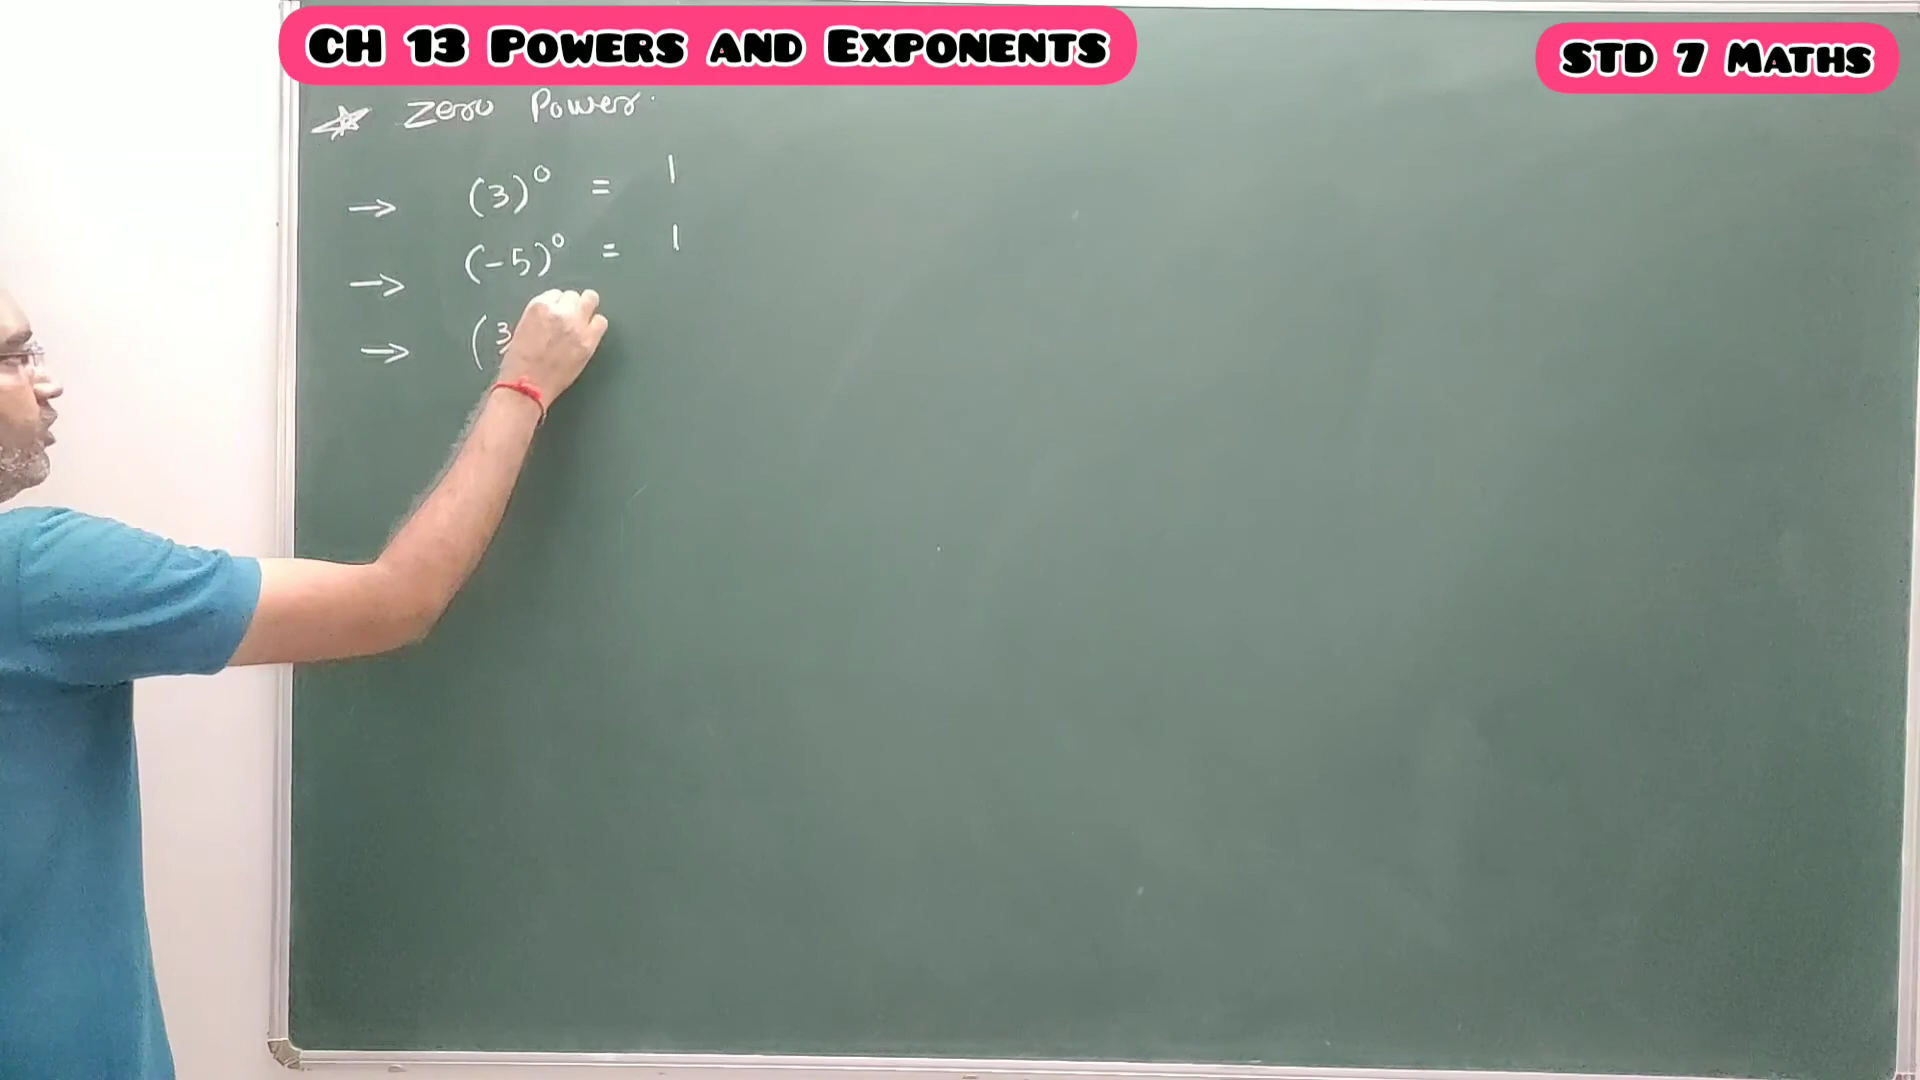 CH 13 POWERS AND EXPONENTS
STD 7 MATHS
★ Zero Power.
→ (3)⁰ = 1
→ (-5)⁰ = 1
→ (3